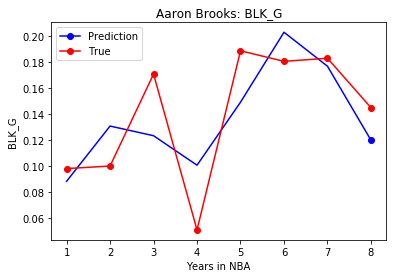 Aaron Brooks: BLK_G
Prediction
True
BLK_G
0.20
0.18
0.16
0.14
0.12
0.10
0.08
0.06
1 2 3 4 5 6 7 8
Years in NBA